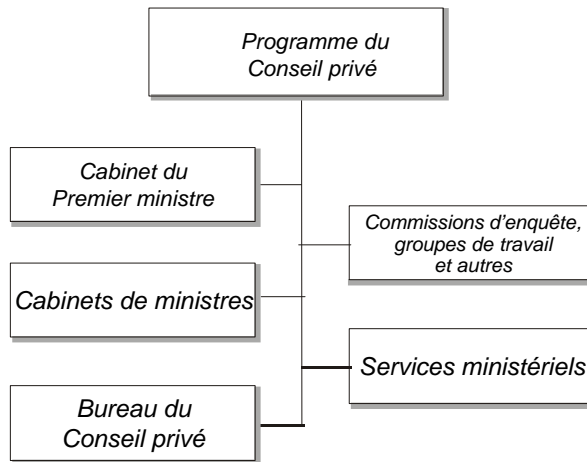 Programme du
Conseil privé
Cabinet du
Premier ministre
Commissions d'enquête,
groupes de travail
et autres
Cabinets de ministres
Services ministériels
Bureau du
Conseil privé